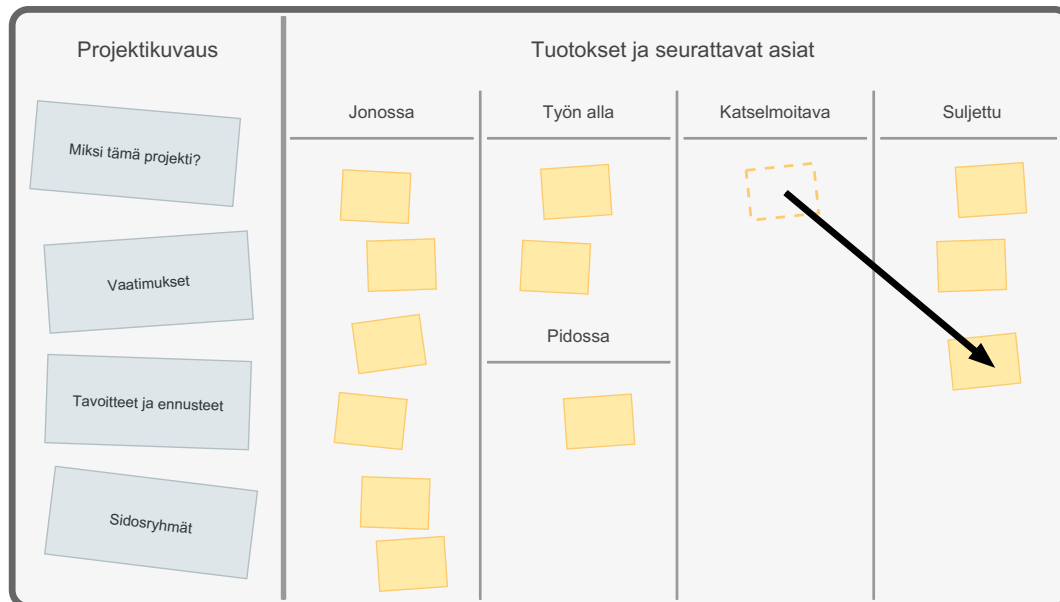 Projektikuvaus
Tuotokset ja seurattavat asiat
Jonossa
Työn alla
Katselmoitava
Suljettu
Miksi tämä projekti?
Vaatimukset
Pidossa
Tavoitteet ja ennusteet
Sidosryhmät